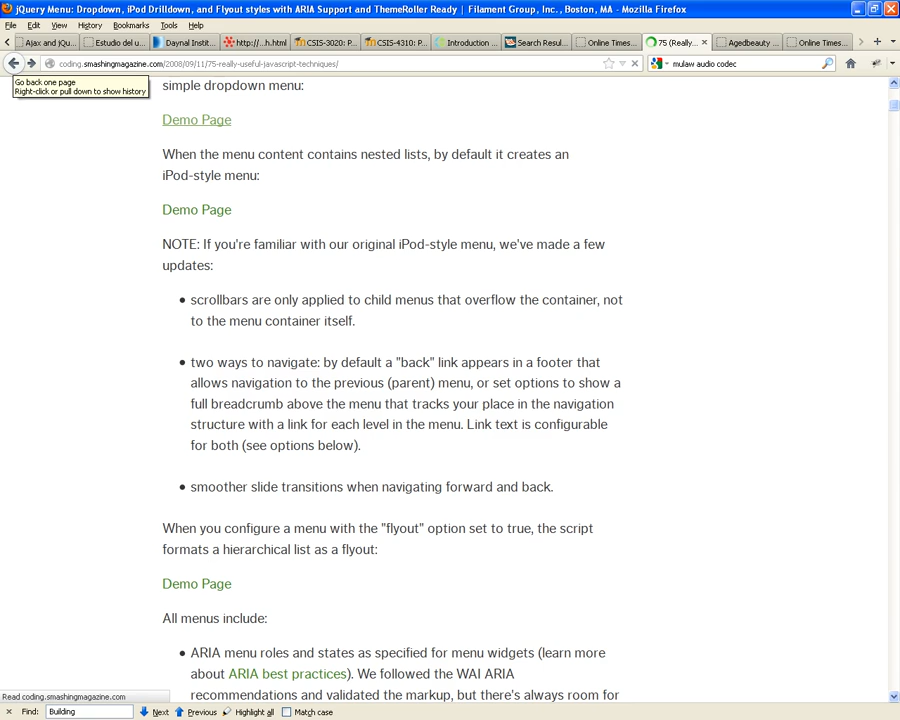 jQuery Menu: Dropdown, iPod Drilldown, and Flyout styles with ARIA Support and ThemeRoller Ready | Filament Group, Inc., Boston, MA - Mozilla Firefox
File Edit View History Bookmarks Tools Help
Ajax and jQu... Estudio del u... Daynal Instit... http://...h.html CSIS-3020: P... CSIS-4310: P... Introduction ... Search Resul... Online Times... 75 (Really,... Agedbeauty ... Online Times...
coding.smashingmagazine.com/2008/09/11/75-really-useful-javascript-techniques/ mulaw audio codec
Go back one page
Right-click or pull down to show history
simple dropdown menu:
Demo Page
When the menu content contains nested lists, by default it creates an
iPod-style menu:
Demo Page
NOTE: If you're familiar with our original iPod-style menu, we've made a few
updates:
• scrollbars are only applied to child menus that overflow the container, not
to the menu container itself.
• two ways to navigate: by default a "back" link appears in a footer that
allows navigation to the previous (parent) menu, or set options to show a
full breadcrumb above the menu that tracks your place in the navigation
structure with a link for each level in the menu. Link text is configurable
for both (see options below).
• smoother slide transitions when navigating forward and back.
When you configure a menu with the "flyout" option set to true, the script
formats a hierarchical list as a flyout:
Demo Page
All menus include:
• ARIA menu roles and states as specified for menu widgets (learn more
about ARIA best practices). We followed the WAI ARIA
recommendations and validated the markup, but there's always room for
Read coding.smashingmagazine.com
Find: Building Next Previous Highlight all Match case